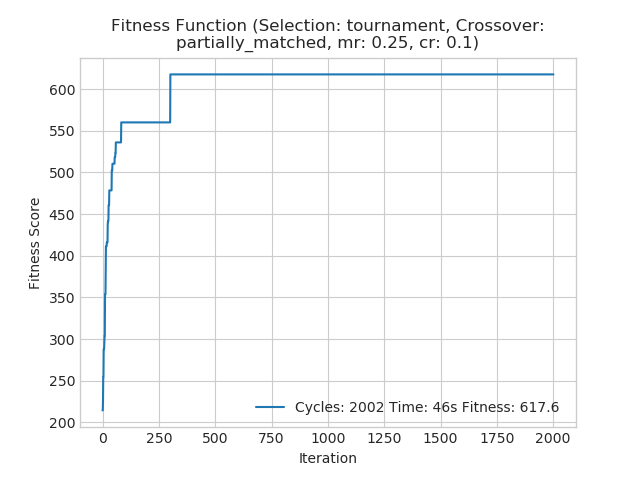 Fitness Function (Selection: tournament, Crossover:
partially_matched, mr: 0.25, cr: 0.1)
Fitness Score
600
550
500
450
400
350
300
250
200
Cycles: 2002 Time: 46s Fitness: 617.6
0 250 500 750 1000 1250 1500 1750 2000
Iteration